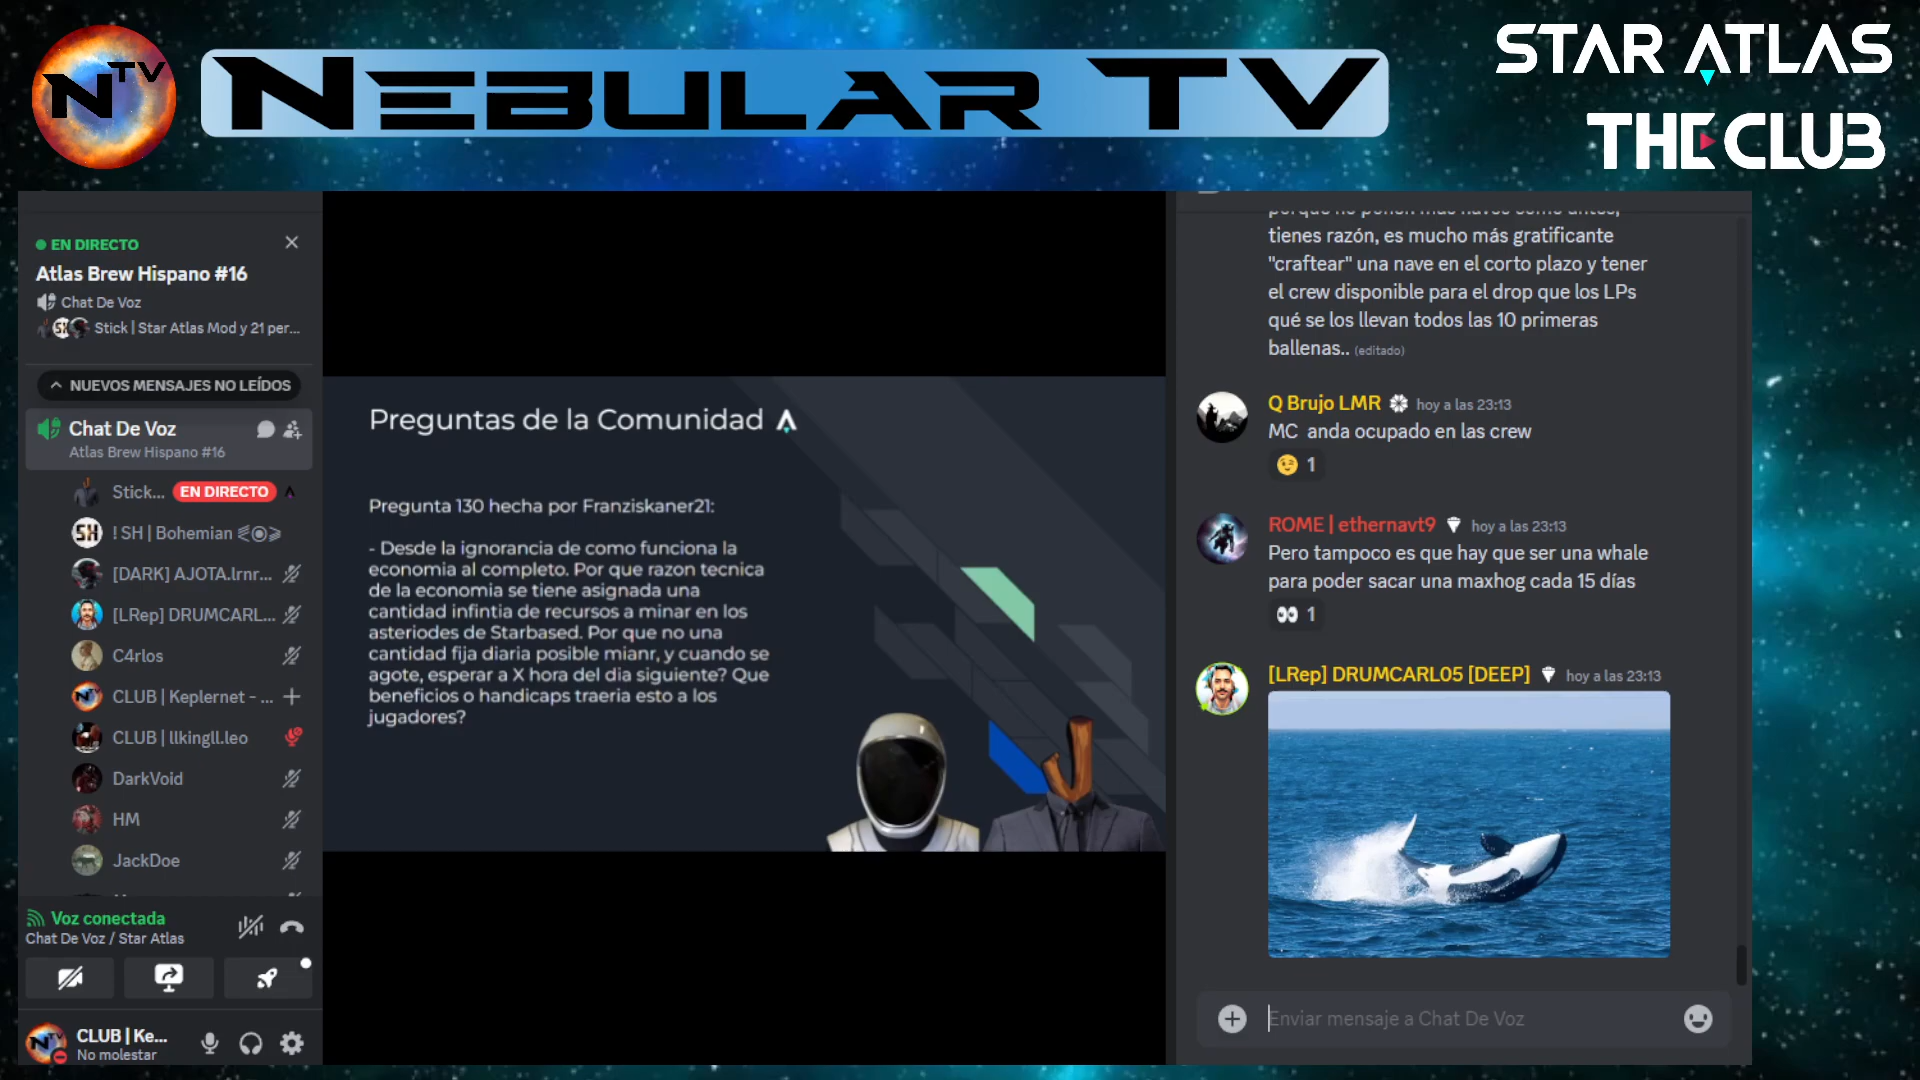 NTV
NEBULAR TV
STAR ATLAS
THE CLUB
EN DIRECTO
Atlas Brew Hispano #16
Chat De Voz
SH
Stick | Star Atlas Mod y 21 per...
NUEVOS MENSAJES NO LEÍDOS
Chat De Voz
Atlas Brew Hispano #16
Stick... EN DIRECTO
SH
! SH | Bohemian
[DARK] AJOTA.lrnr...
[LRep] DRUMCARL...
C4rlos
CLUB | Keplernet - ...
CLUB | llkingll.leo
DarkVoid
HM
JackDoe
Voz conectada
Chat De Voz / Star Atlas
CLUB | Ke...
No molestar
Preguntas de la Comunidad
Pregunta 130 hecha por Franziskaner21:
- Desde la ignorancia de como funciona la
economia al completo. Por que razon tecnica
de la economia se tiene asignada una
cantidad infintia de recursos a minar en los
asteriodes de Starbased. Por que no una
cantidad fija diaria posible mianr, y cuando se
agote, esperar a X hora del dia siguiente? Que
beneficios o handicaps traeria esto a los
jugadores?
porque no ponen más naves como antes,
tienes razón, es mucho más gratificante
"craftear" una nave en el corto plazo y tener
el crew disponible para el drop que los LPs
qué se los llevan todos las 10 primeras
ballenas.. (editado)
Q Brujo LMR hoy a las 23:13
MC anda ocupado en las crew
1
ROME | ethernavt9 hoy a las 23:13
Pero tampoco es que hay que ser una whale
para poder sacar una maxhog cada 15 días
1
[LRep] DRUMCARL05 [DEEP] hoy a las 23:13
Enviar mensaje a Chat De Voz